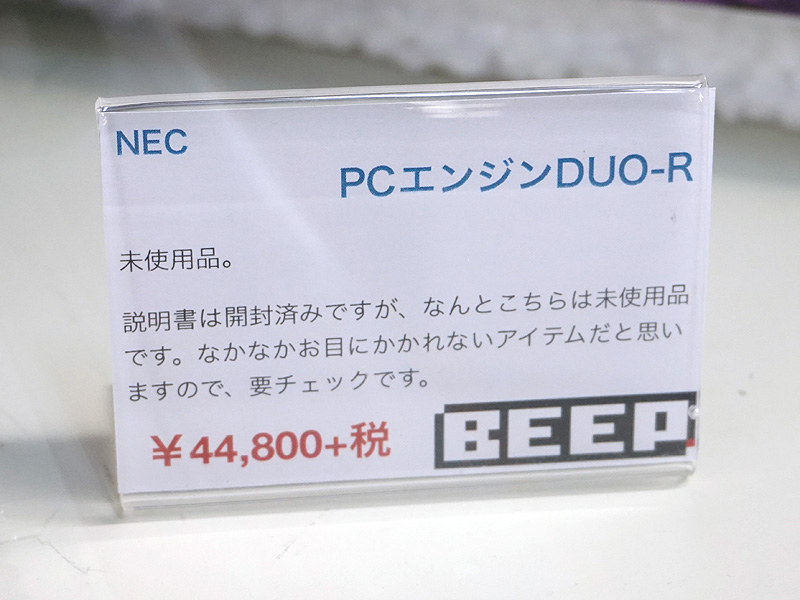 NEC
PCエンジンDUO-R
未使用品。
説明書は開封済みですが、なんとこちらは未使用品
です。なかなかお目にかかれないアイテムだと思い
ますので、要チェックです。
￥44,800+税
BEEP.